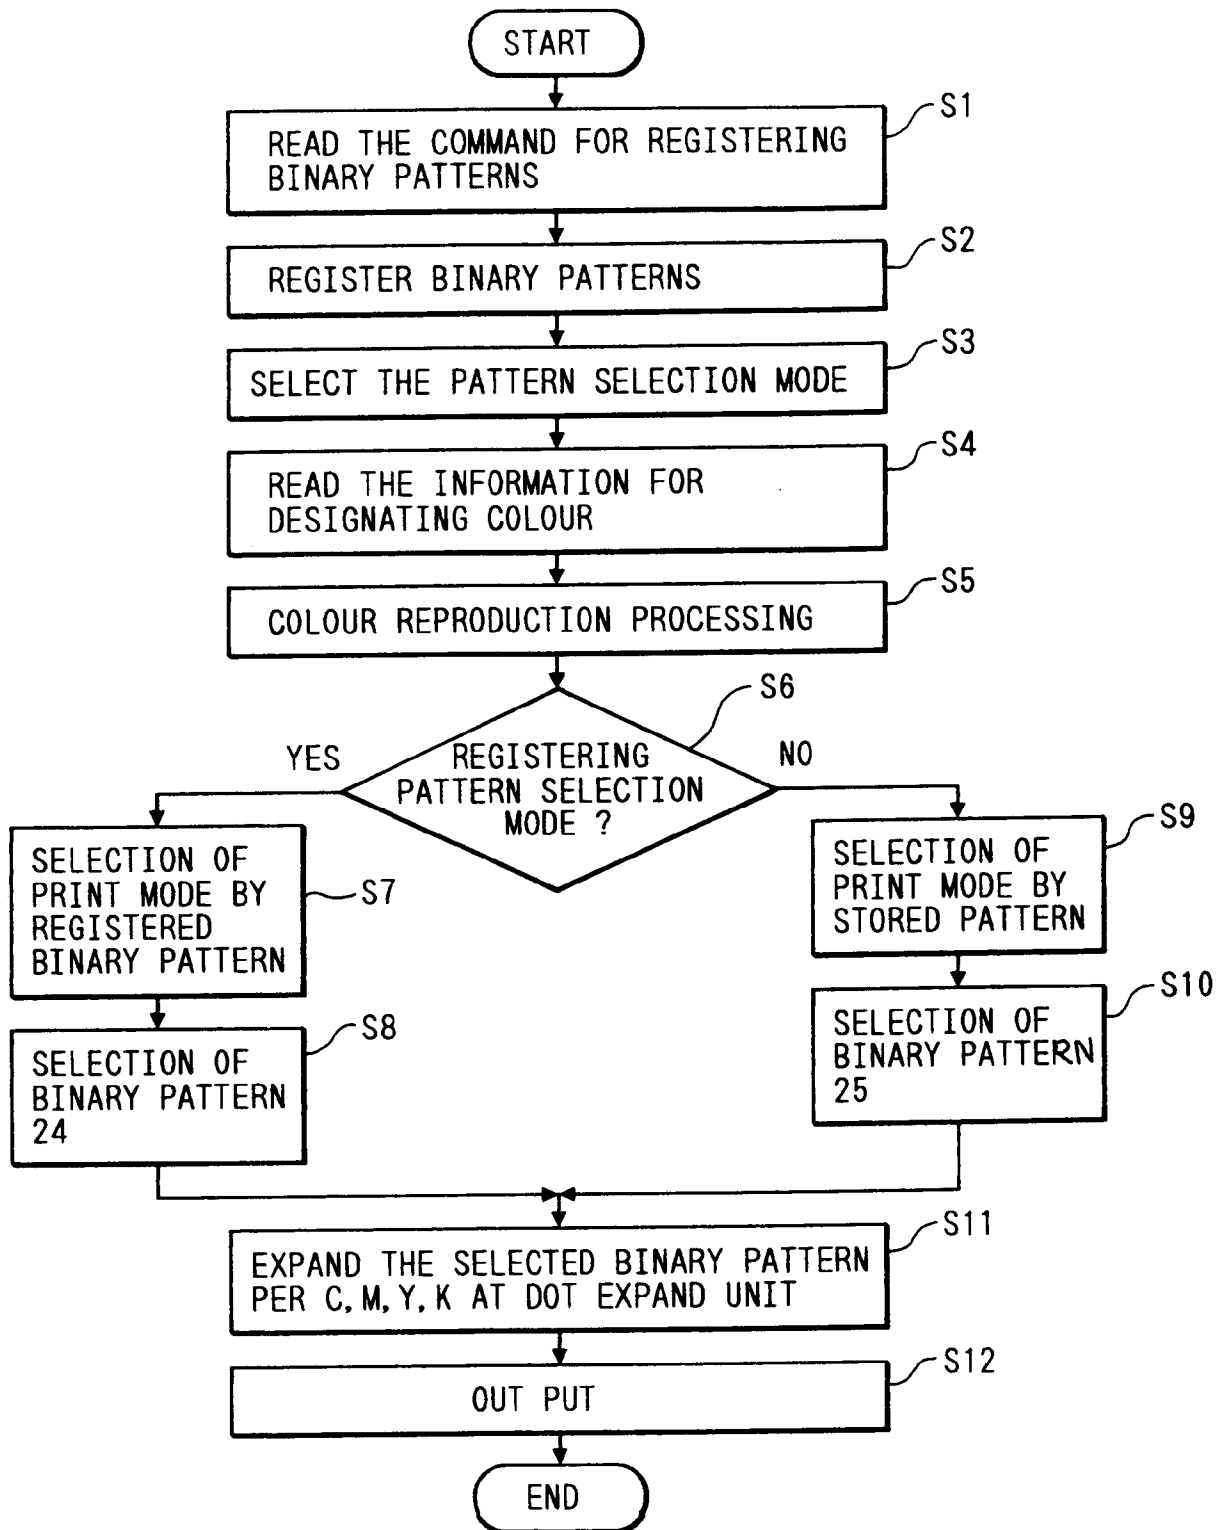 START
S1
READ THE COMMAND FOR REGISTERING
BINARY PATTERNS
S2
REGISTER BINARY PATTERNS
S3
SELECT THE PATTERN SELECTION MODE
S4
READ THE INFORMATION FOR
DESIGNATING COLOUR
S5
COLOUR REPRODUCTION PROCESSING
S6
REGISTERING
PATTERN SELECTION
MODE ?
YES
NO
SELECTION OF
PRINT MODE BY
REGISTERED
BINARY PATTERN
S7
SELECTION OF
PRINT MODE BY
STORED PATTERN
S9
SELECTION OF
BINARY PATTERN
24
S8
SELECTION OF
BINARY PATTERN
25
S10
S11
EXPAND THE SELECTED BINARY PATTERN
PER C, M, Y, K AT DOT EXPAND UNIT
S12
OUT PUT
END